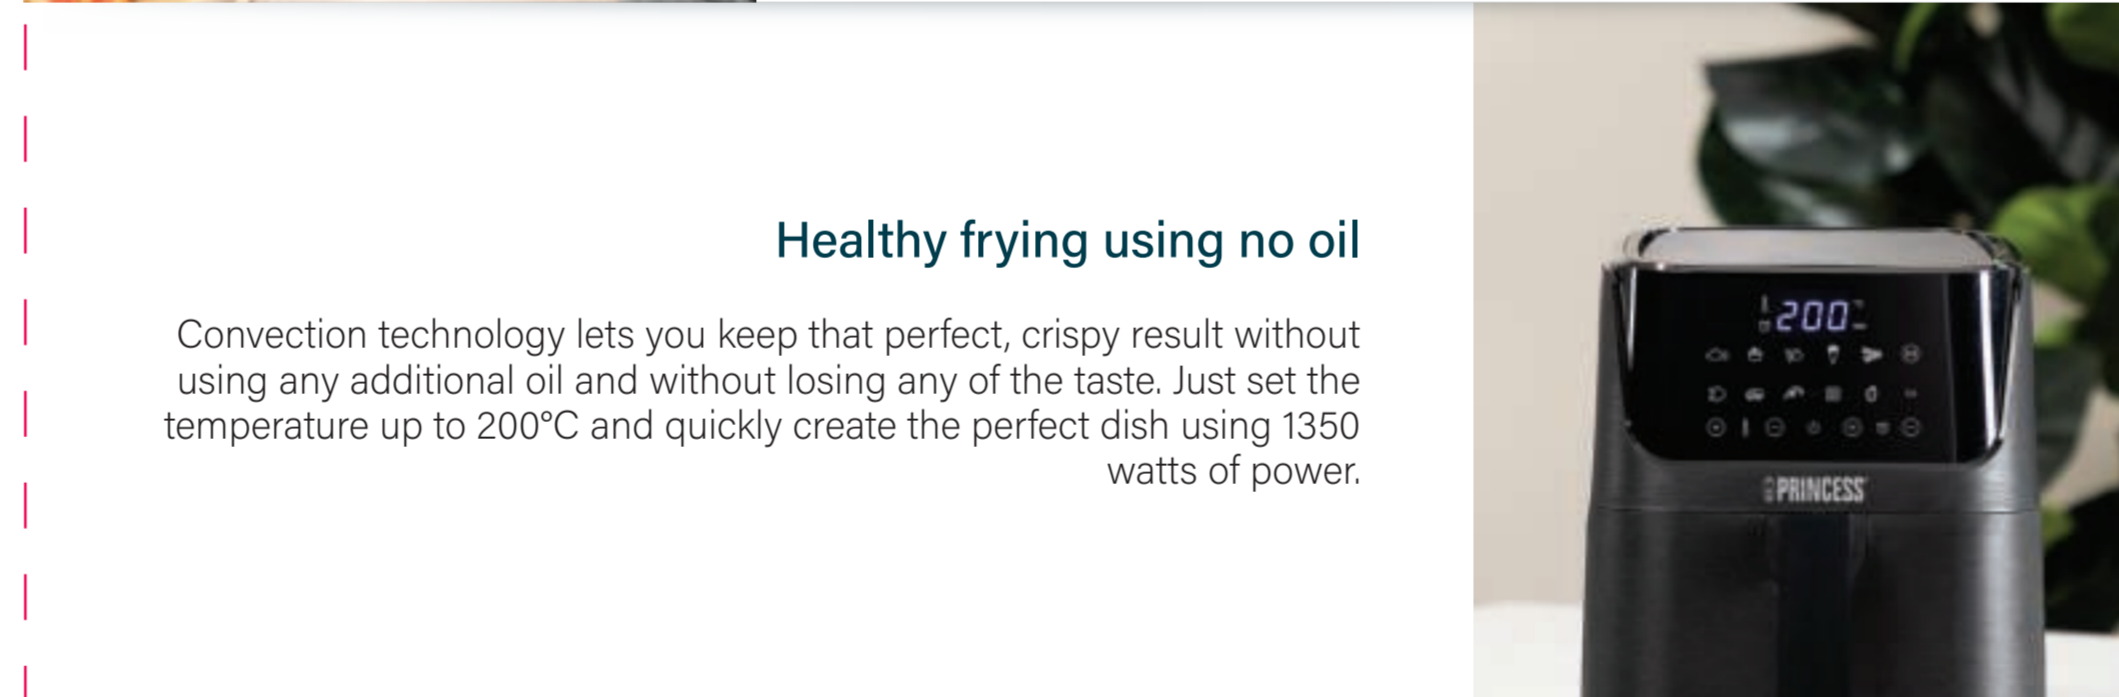 Healthy frying using no oil
Convection technology lets you keep that perfect, crispy result without
using any additional oil and without losing any of the taste. Just set the
temperature up to 200°C and quickly create the perfect dish using 1350
watts of power.
200
PRINCESS